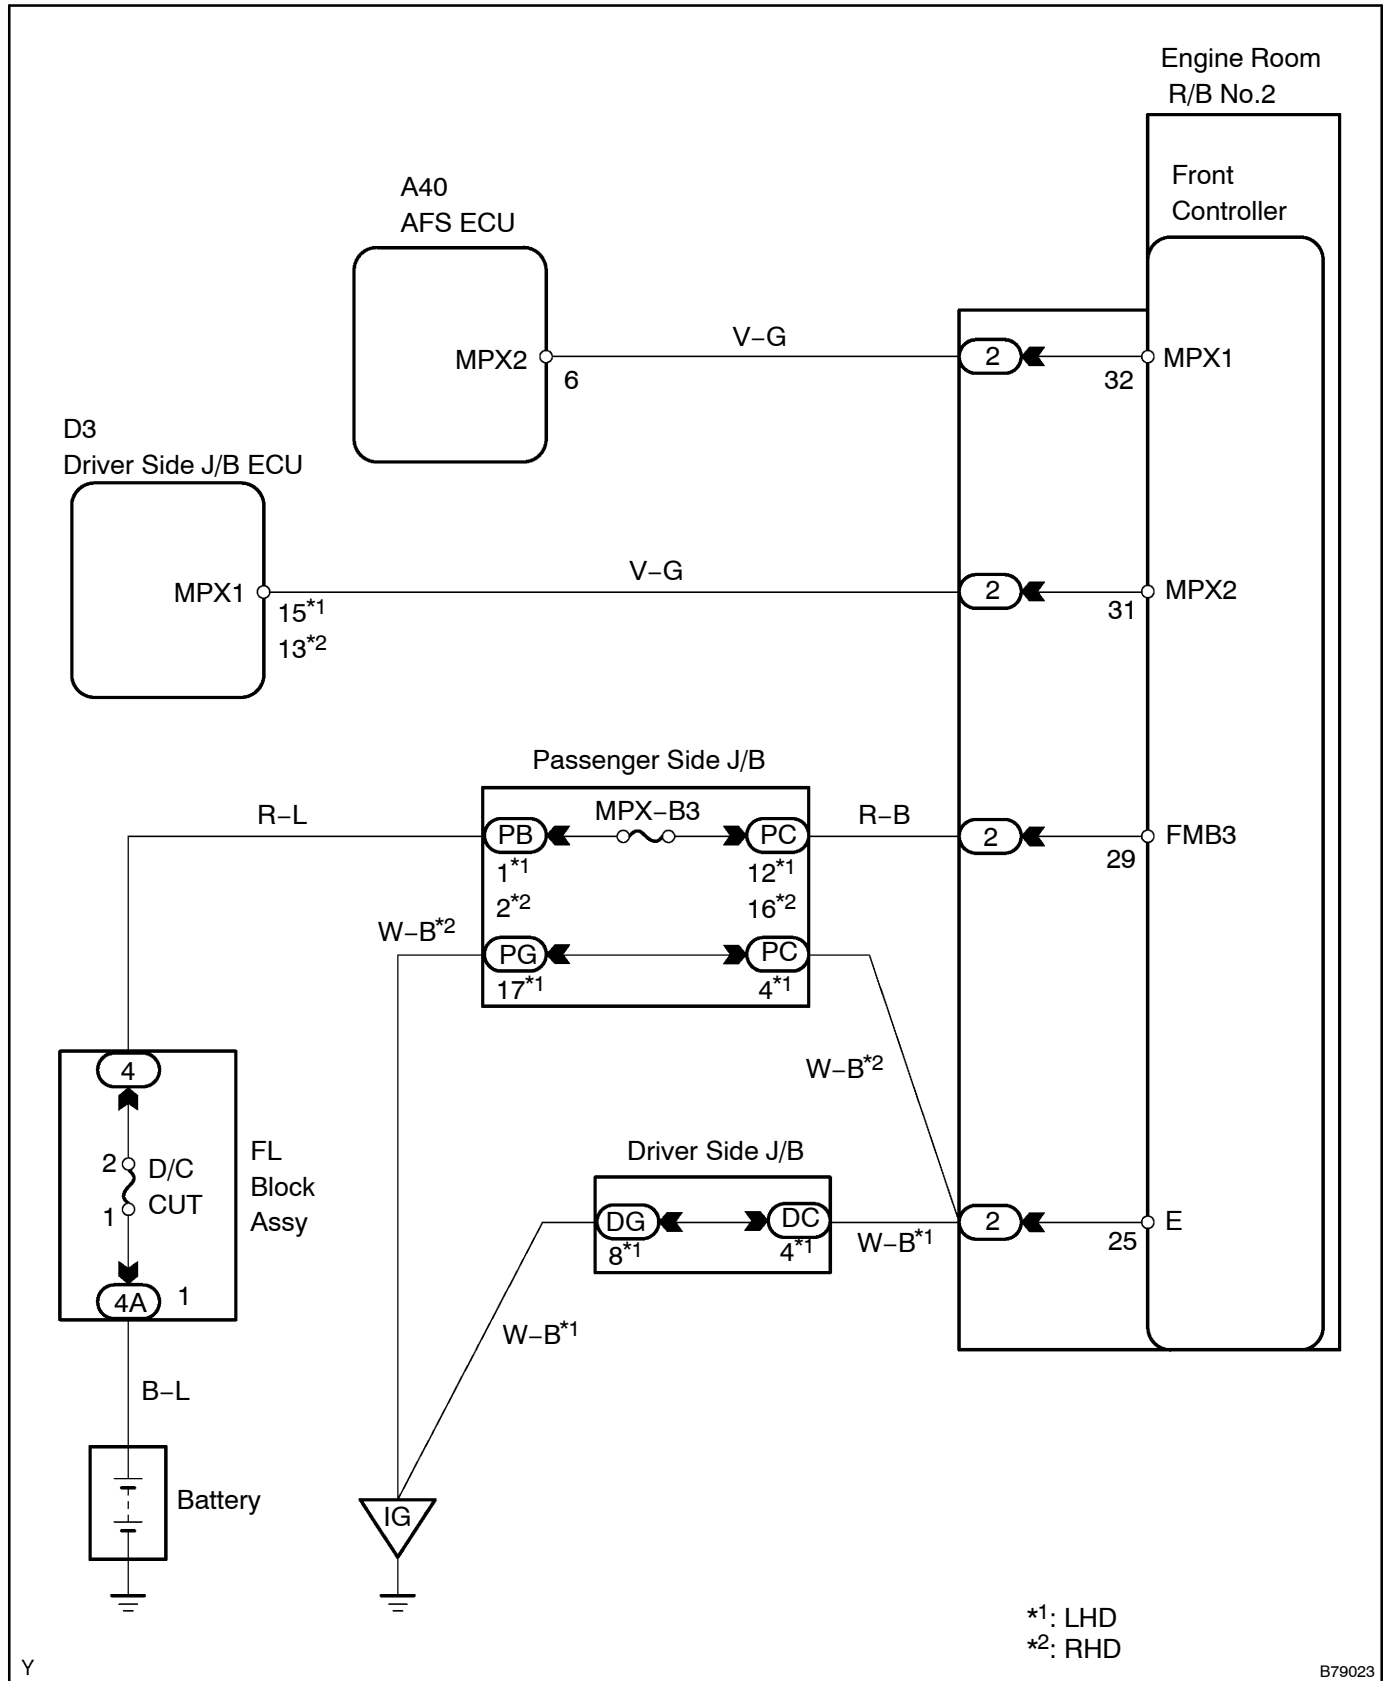 Engine Room
R/B No.2
Front
Controller
A40
AFS ECU
MPX2
6
V−G
2
32
MPX1
D3
Driver Side J/B ECU
MPX1
15*1
13*2
V−G
2
31
MPX2
Passenger Side J/B
R−L
PB
MPX−B3
PC
R−B
2
29
FMB3
1*1
12*1
2*2
16*2
W−B*2
PG
PC
17*1
4*1
W−B*2
4
2
D/C
CUT
1
FL
Block
Assy
4A
1
Driver Side J/B
DG
DC
8*1
4*1
W−B*1
2
25
E
W−B*1
B−L
Battery
IG
*1: LHD
*2: RHD
Y
B79023